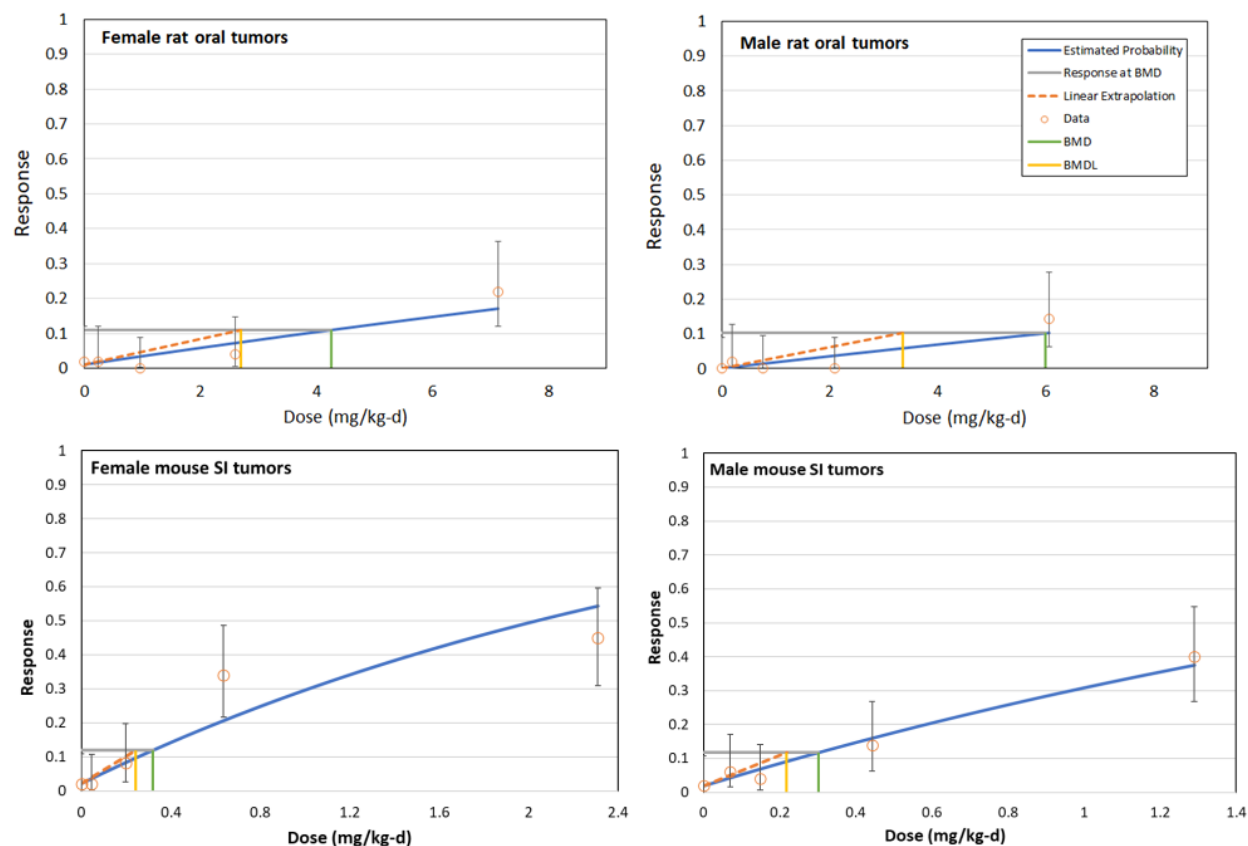 Female rat oral tumors
1
0.9
0.8
0.7
0.6
0.5
0.4
0.3
0.2
0.1
0
Response
0 2 4 6 8
Dose (mg/kg-d)
Male rat oral tumors
Estimated Probability
Response at BMD
Linear Extrapolation
Data
BMD
BMDL
1
0.9
0.8
0.7
0.6
0.5
0.4
0.3
0.2
0.1
0
Response
0 2 4 6 8
Dose (mg/kg-d)
Female mouse SI tumors
1
0.9
0.8
0.7
0.6
0.5
0.4
0.3
0.2
0.1
0
Response
0 0.4 0.8 1.2 1.6 2 2.4
Dose (mg/kg-d)
Male mouse SI tumors
1
0.9
0.8
0.7
0.6
0.5
0.4
0.3
0.2
0.1
0
Response
0 0.2 0.4 0.6 0.8 1 1.2 1.4
Dose (mg/kg-d)